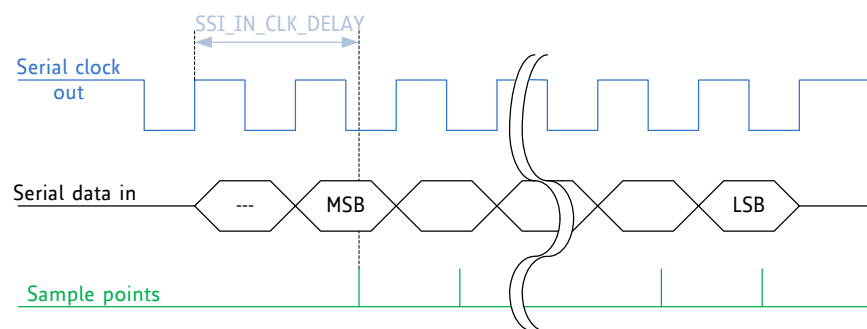 SSI_IN_CLK_DELAY
Serial clock
out
Serial data in
---
MSB
LSB
Sample points